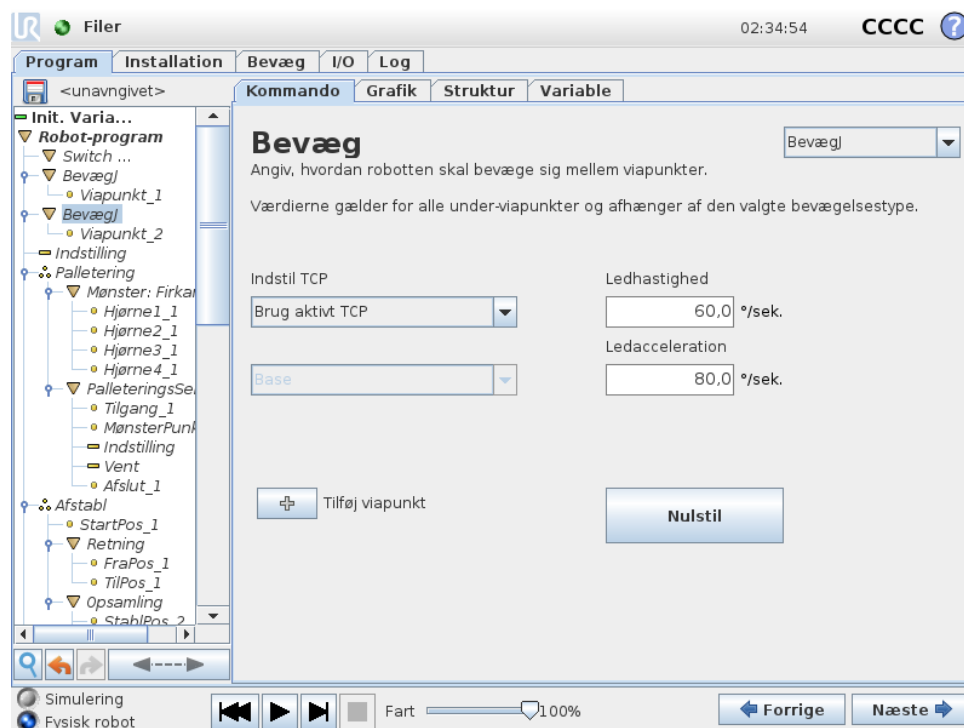 UR Filer 02:34:54 CCCC ?
Program Installation Bevæg I/O Log
<unavngivet>
Kommando Grafik Struktur Variable
Init. Varia...
Robot-program
Switch ...
BevægJ
Viapunkt_1
BevægJ
Viapunkt_2
Indstilling
Palletering
Mønster: Firkan
Hjørne1_1
Hjørne2_1
Hjørne3_1
Hjørne4_1
PalleteringsSe
Tilgang_1
MønsterPunk
Indstilling
Vent
Afslut_1
Afstabl
StartPos_1
Retning
FraPos_1
TilPos_1
Opsamling
StablPos_2
Bevæg
BevægJ
Angiv, hvordan robotten skal bevæge sig mellem viapunkter.
Værdierne gælder for alle under-viapunkter og afhænger af den valgte bevægelsestype.
Indstil TCP
Brug aktivt TCP
Base
Ledhastighed
60,0 °/sek.
Ledacceleration
80,0 °/sek.
Tilføj viapunkt
Nulstil
Simulering
Fysisk robot
Fart 100%
Forrige
Næste